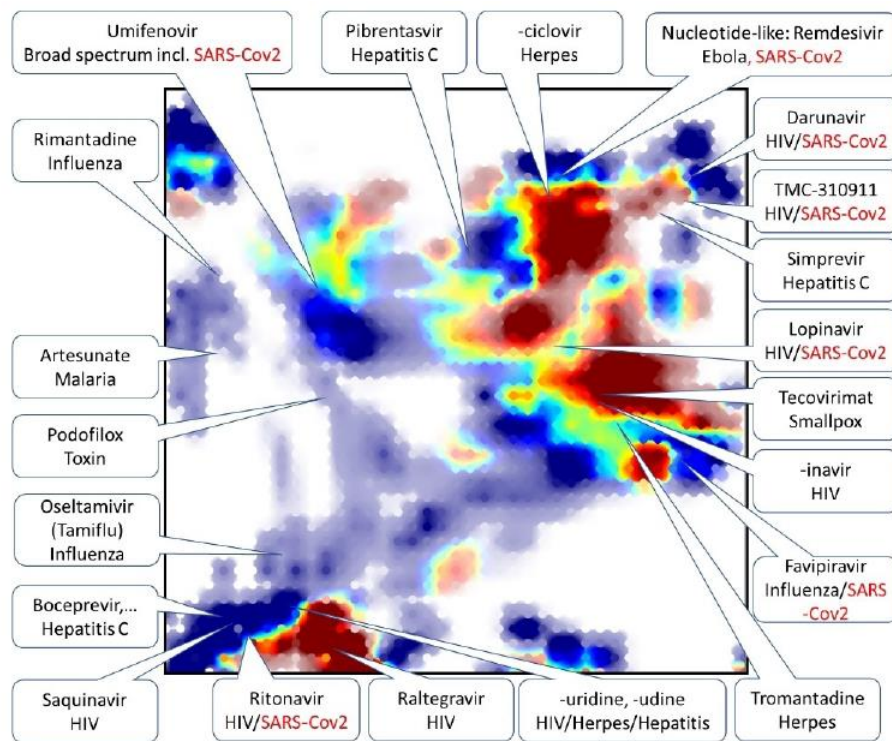 Umifenovir
Broad spectrum incl. SARS-Cov2
Pibrentasvir
Hepatitis C
-ciclovir
Herpes
Nucleotide-like: Remdesivir
Ebola, SARS-Cov2
Rimantadine
Influenza
Darunavir
HIV/SARS-Cov2
TMC-310911
HIV/SARS-Cov2
Simprevir
Hepatitis C
Artesunate
Malaria
Lopinavir
HIV/SARS-Cov2
Podofilox
Toxin
Tecovirimat
Smallpox
-inavir
HIV
Oseltamivir
(Tamiflu)
Influenza
Favipiravir
Influenza/SARS
-Cov2
Boceprevir,...
Hepatitis C
Saquinavir
HIV
Ritonavir
HIV/SARS-Cov2
Raltegravir
HIV
-uridine, -udine
HIV/Herpes/Hepatitis
Tromantadine
Herpes